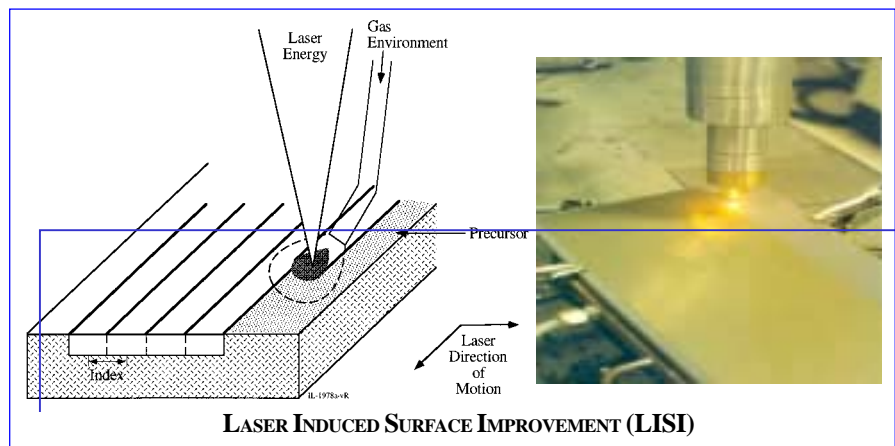 Laser
Energy
Gas
Environment
Precursor
Laser
Direction
of
Motion
Index
IL-1978a-vR
LASER INDUCED SURFACE IMPROVEMENT (LISI)